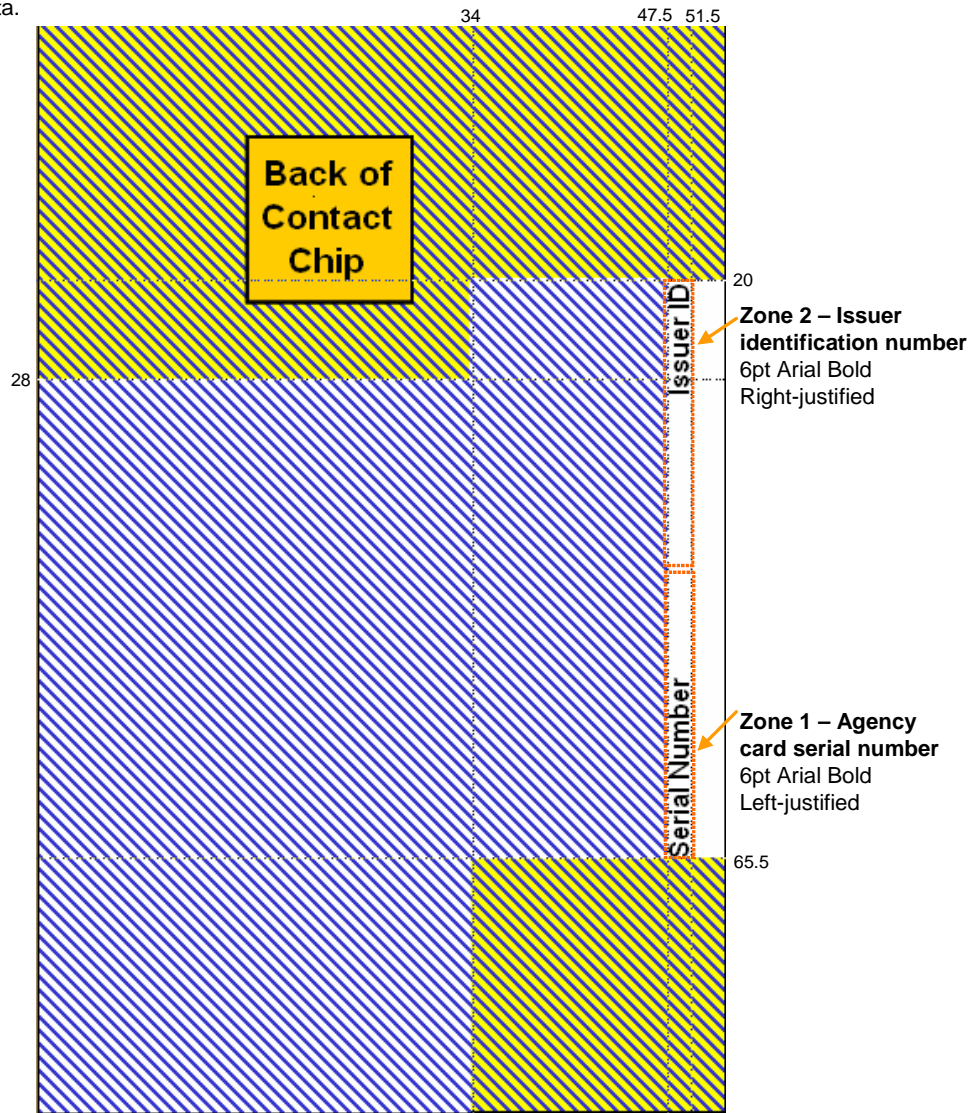 ta.
34
47.5
51.5
Back of
Contact
Chip
20
Issuer ID
Zone 2 – Issuer
identification number
6pt Arial Bold
Right-justified
28
Serial Number
Zone 1 – Agency
card serial number
6pt Arial Bold
Left-justified
65.5